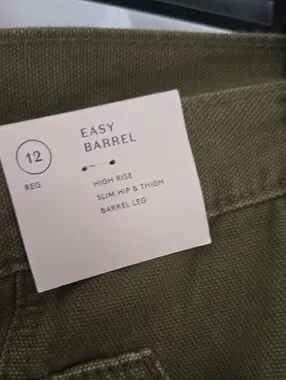 12
REG
EASY
BARREL
HIGH RISE
SLIM HIP & THIGH
BARREL LEG